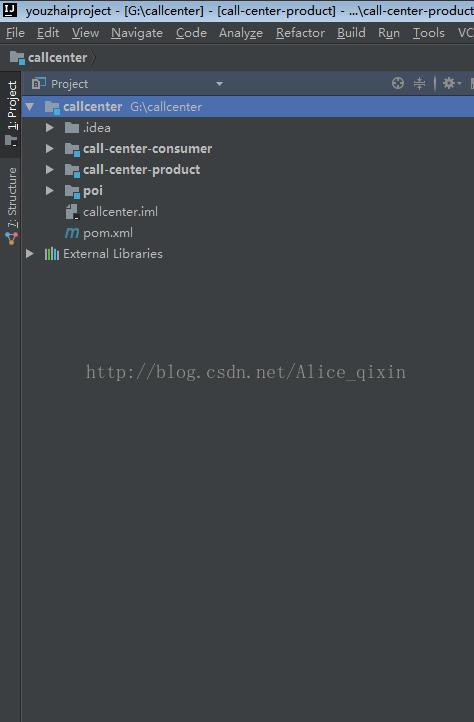 youzhaiproject - [G:\callcenter] - [call-center-product] - ...\call-center-product
File Edit View Navigate Code Analyze Refactor Build Run Tools VC
callcenter
1: Project
Project
callcenter G:\callcenter
.idea
call-center-consumer
call-center-product
poi
callcenter.iml
pom.xml
External Libraries
7: Structure
http://blog.csdn.net/Alice_qixin